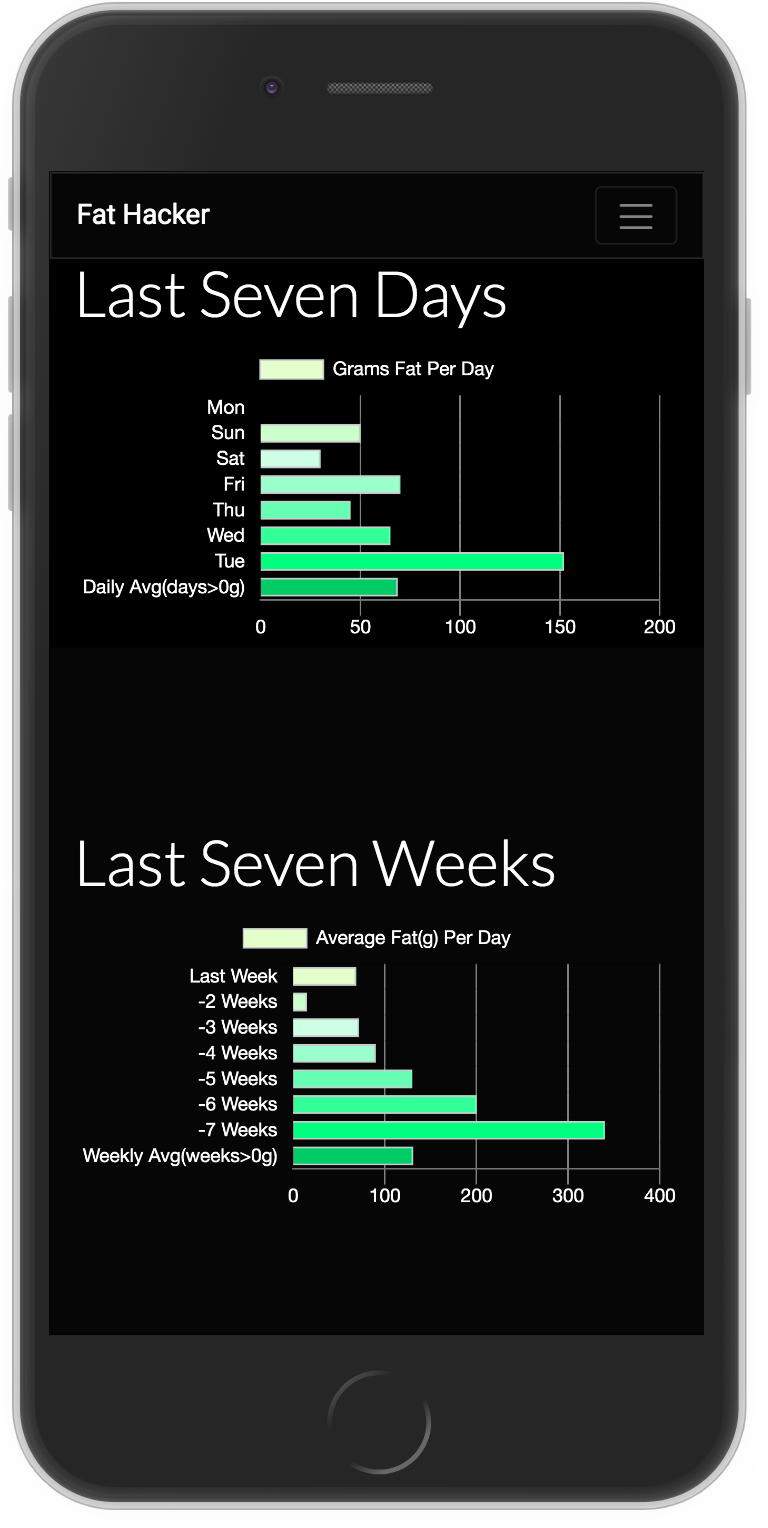 Fat Hacker
Last Seven Days
Grams Fat Per Day
Mon
Sun
Sat
Fri
Thu
Wed
Tue
Daily Avg(days>0g)
0 50 100 150 200
Last Seven Weeks
Average Fat(g) Per Day
Last Week
-2 Weeks
-3 Weeks
-4 Weeks
-5 Weeks
-6 Weeks
-7 Weeks
Weekly Avg(weeks>0g)
0 100 200 300 400